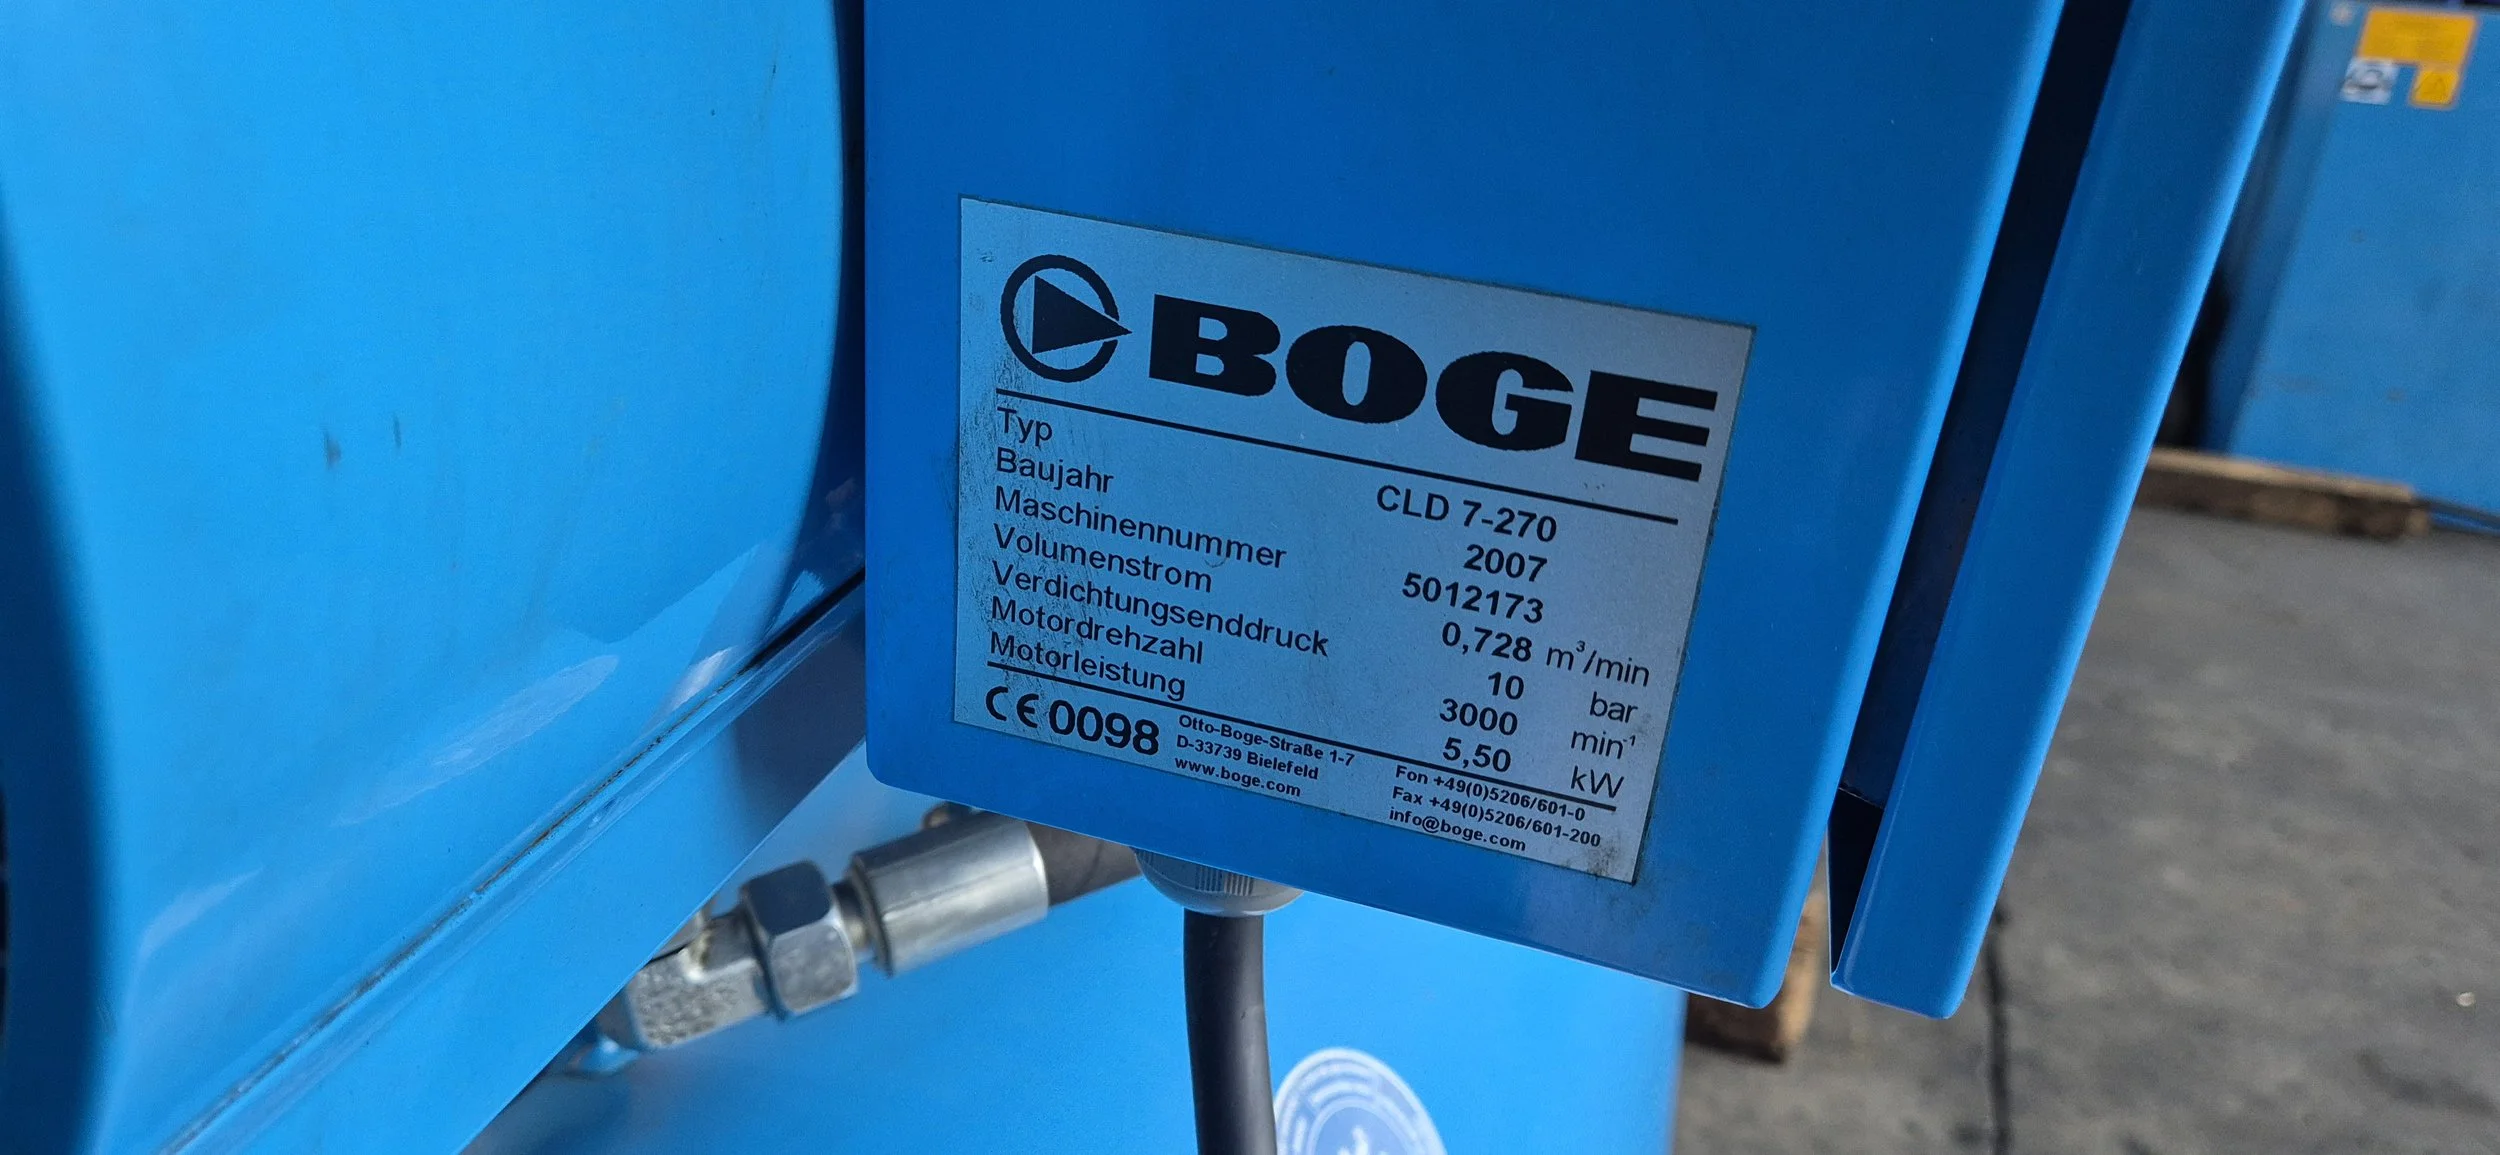 BOGE
Typ CLD 7-270
Baujahr 2007
Maschinennummer 5012173
Volumenstrom 0,728 m³/min
Verdichtungsenddruck 10 bar
Motordrehzahl 3000 min⁻¹
Motorleistung 5,50 kW
CE0098
Otto-Boge-Straße 1-7
D-33739 Bielefeld
www.boge.com
Fon +49(0)5206/601-0
Fax +49(0)5206/601-200
info@boge.com